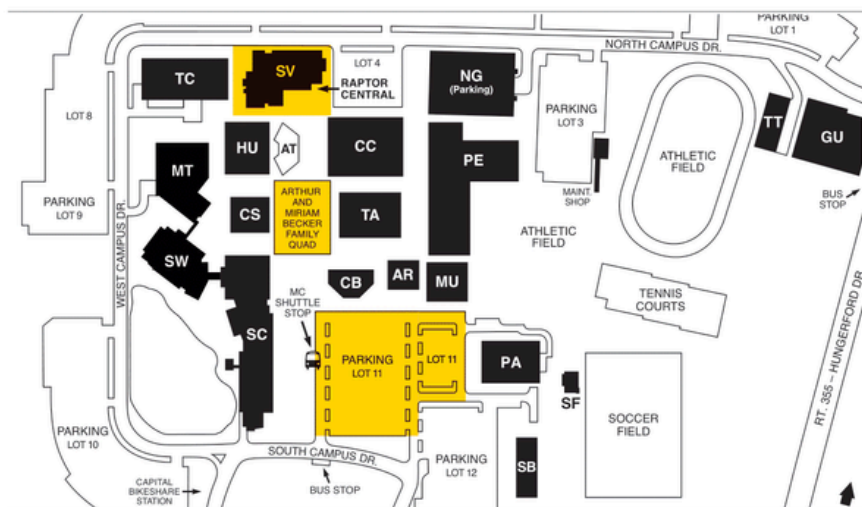 PARKING
LOT 1
NORTH CAMPUS DR.
TC
SV
LOT 4
RAPTOR
CENTRAL
NG
(Parking)
PARKING
LOT 3
TT
GU
LOT 8
HU
AT
CC
PE
ATHLETIC
FIELD
MT
MAINT.
SHOP
BUS
STOP
PARKING
LOT 9
ARTHUR
AND
MIRIAM
BECKER
FAMILY
QUAD
CS
TA
ATHLETIC
FIELD
WEST CAMPUS DR.
SW
AR
CB
MU
MC
SHUTTLE
STOP
TENNIS
COURTS
RT. 355 – HUNGERFORD DR.
SC
PARKING
LOT 11
LOT 11
PA
SF
SOCCER
FIELD
PARKING
LOT 10
SOUTH CAMPUS DR.
PARKING
LOT 12
SB
CAPITAL
BIKESHARE
STATION
BUS STOP